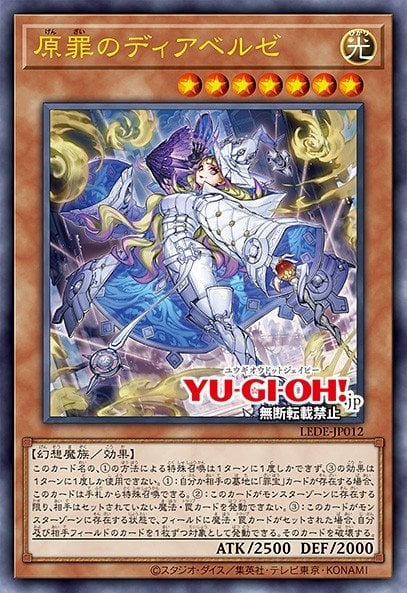 原罪のディアベルゼ
げん ざい
ひかり
光
ユウギオウドットジェイピー
YU-GI-OH!.jp
無断転載禁止
LEDE-JP012
【幻想魔族／効果】
このカード名の、①の方法による特殊召喚は1ターンに1度しかできず、③の効果は
1ターンに1度しか使用できない。①：自分か相手の墓地に「罪宝」カードが存在する場合、
このカードは手札から特殊召喚できる。②：このカードがモンスターゾーンに存在する
限り、相手はセットされていない魔法・罠カードを発動できない。③：このカードがモ
ンスターゾーンに存在する状態で、フィールドに魔法・罠カードがセットされた場合、自分
及び相手フィールドのカードを1枚ずつ対象として発動できる。そのカードを破壊する
ATK/2500 DEF/2000
©スタジオ・ダイス／集英社・テレビ東京・KONAMI